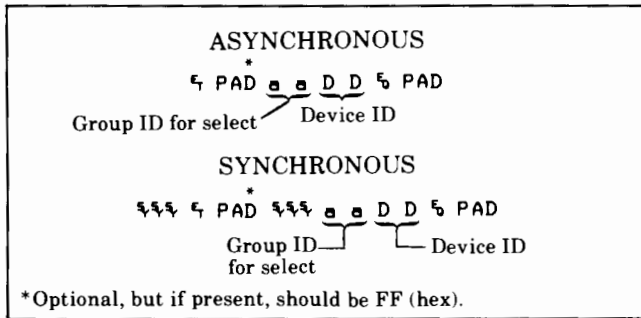 ASYNCHRONOUS
*
␄ PAD a a D D ␅ PAD
Group ID for select Device ID
SYNCHRONOUS
*
␖␖␖ ␄ PAD ␖␖␖ a a D D ␅ PAD
Group ID Device ID
for select
*Optional, but if present, should be FF (hex).